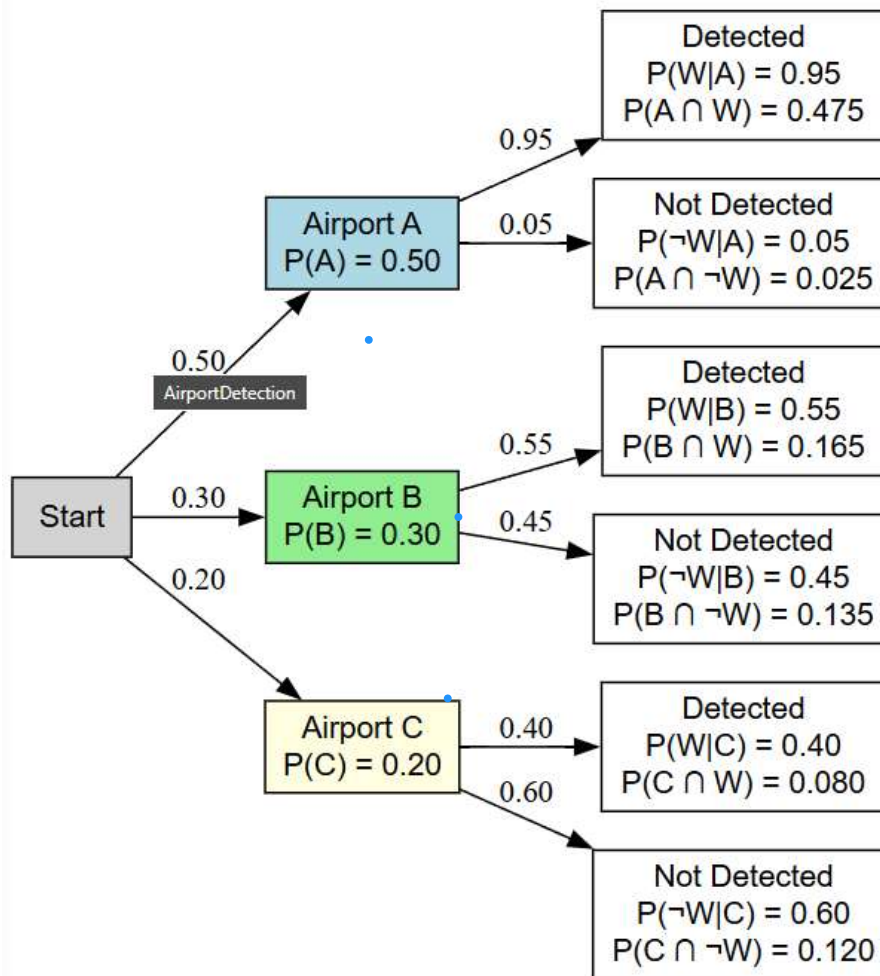 Detected
P(W|A) = 0.95
P(A ∩ W) = 0.475
0.95
Airport A
P(A) = 0.50
0.05
Not Detected
P(¬W|A) = 0.05
P(A ∩ ¬W) = 0.025
0.50
AirportDetection
Detected
P(W|B) = 0.55
P(B ∩ W) = 0.165
0.55
Start
0.30
Airport B
P(B) = 0.30
0.45
Not Detected
P(¬W|B) = 0.45
P(B ∩ ¬W) = 0.135
0.20
Airport C
P(C) = 0.20
0.40
Detected
P(W|C) = 0.40
P(C ∩ W) = 0.080
0.60
Not Detected
P(¬W|C) = 0.60
P(C ∩ ¬W) = 0.120